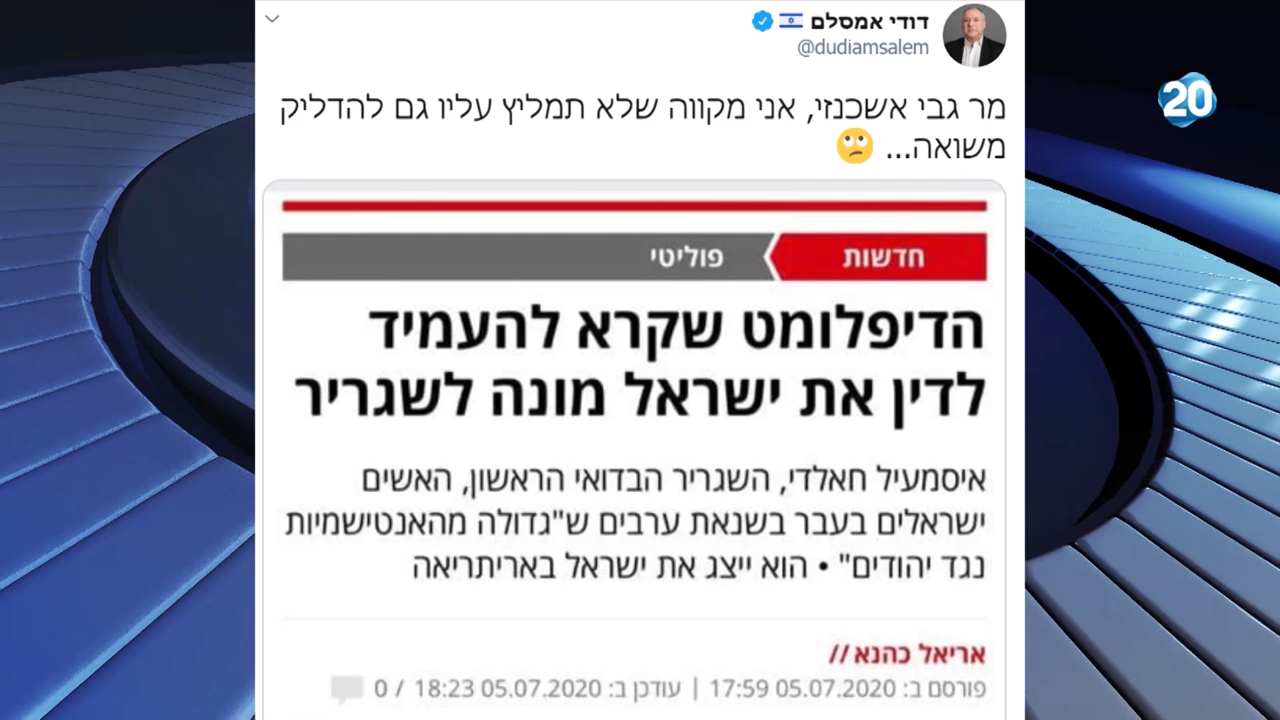 דודי אמסלם
@dudiamsalem
20
מר גבי אשכנזי, אני מקווה שלא תמליץ עליו גם להדליק
משואה...
חדשות
פוליטי
הדיפלומט שקרא להעמיד
לדין את ישראל מונה לשגריר
איסמעיל חאלדי, השגריר הבדואי הראשון, האשים
ישראלים בעבר בשנאת ערבים ש"גדולה מהאנטישמיות
נגד יהודים" • הוא ייצג את ישראל באריתריאה
אריאל כהנא //
פורסם ב: 05.07.2020 17:59 | עודכן ב: 05.07.2020 18:23 / 0